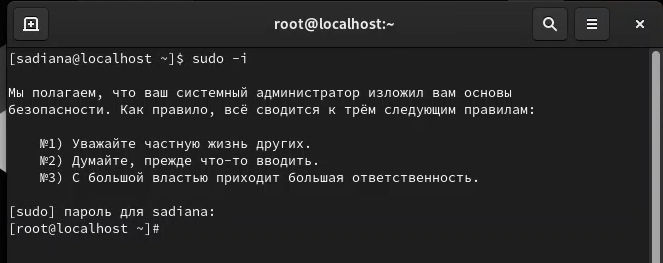 root@localhost:~
[sadiana@localhost ~]$ sudo -i
Мы полагаем, что ваш системный администратор изложил вам основы
безопасности. Как правило, всё сводится к трём следующим правилам:
№1) Уважайте частную жизнь других.
№2) Думайте, прежде что-то вводить.
№3) С большой властью приходит большая ответственность.
[sudo] пароль для sadiana:
[root@localhost ~]#